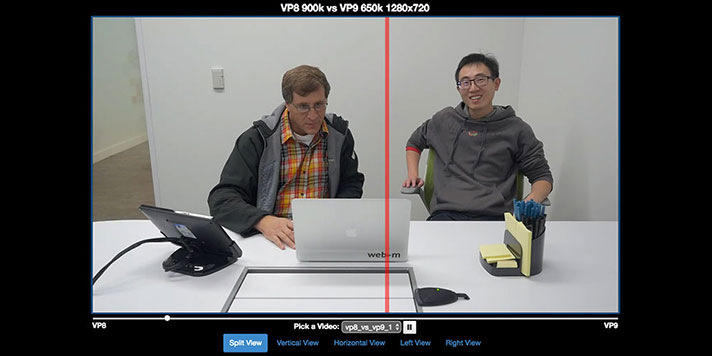 VP8 900k vs VP9 650k 1280x720
web-m
VP8
VP9
Pick a Video: vp8_vs_vp9_1
Split View Vertical View Horizontal View Left View Right View